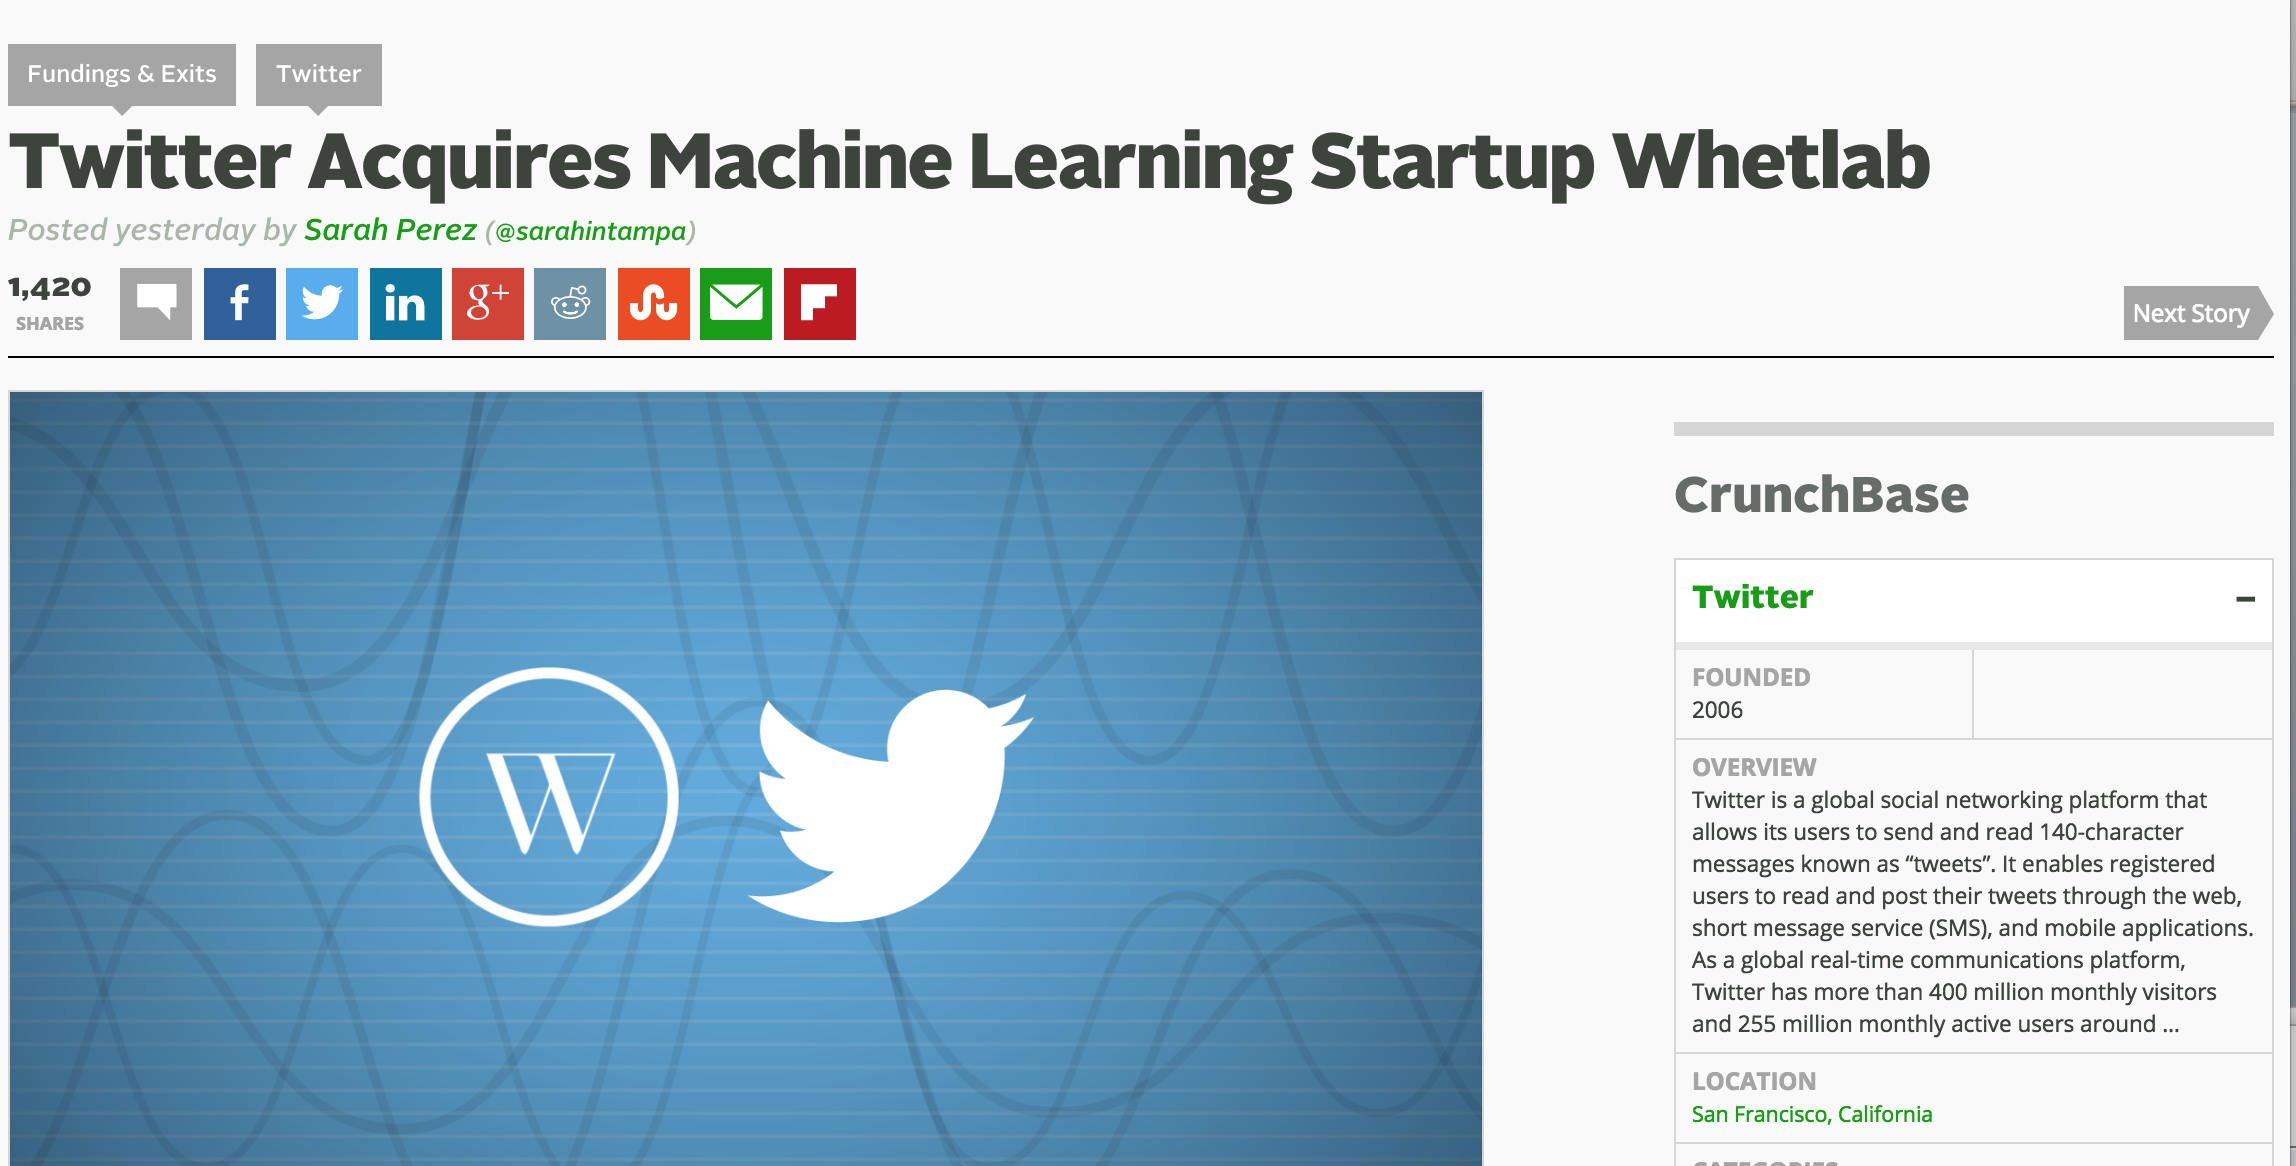 Fundings & Exits
Twitter
Twitter Acquires Machine Learning Startup Whetlab
Posted yesterday by Sarah Perez (@sarahintampa)
1,420
SHARES
f
in
g+
Next Story
W
CrunchBase
Twitter
–
FOUNDED
2006
OVERVIEW
Twitter is a global social networking platform that
allows its users to send and read 140-character
messages known as “tweets”. It enables registered
users to read and post their tweets through the web,
short message service (SMS), and mobile applications.
As a global real-time communications platform,
Twitter has more than 400 million monthly visitors
and 255 million monthly active users around ...
LOCATION
San Francisco, California
CATEGORIES